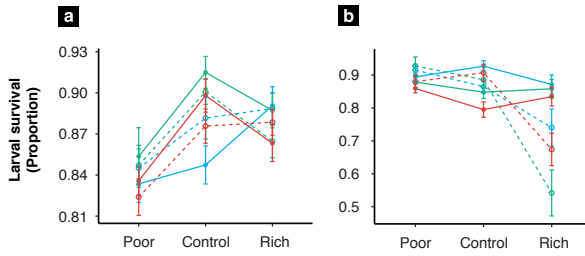 a
b
Larval survival
(Proportion)
0.93
0.90
0.87
0.84
0.81
Poor
Control
Rich
0.9
0.8
0.7
0.6
0.5
Poor
Control
Rich